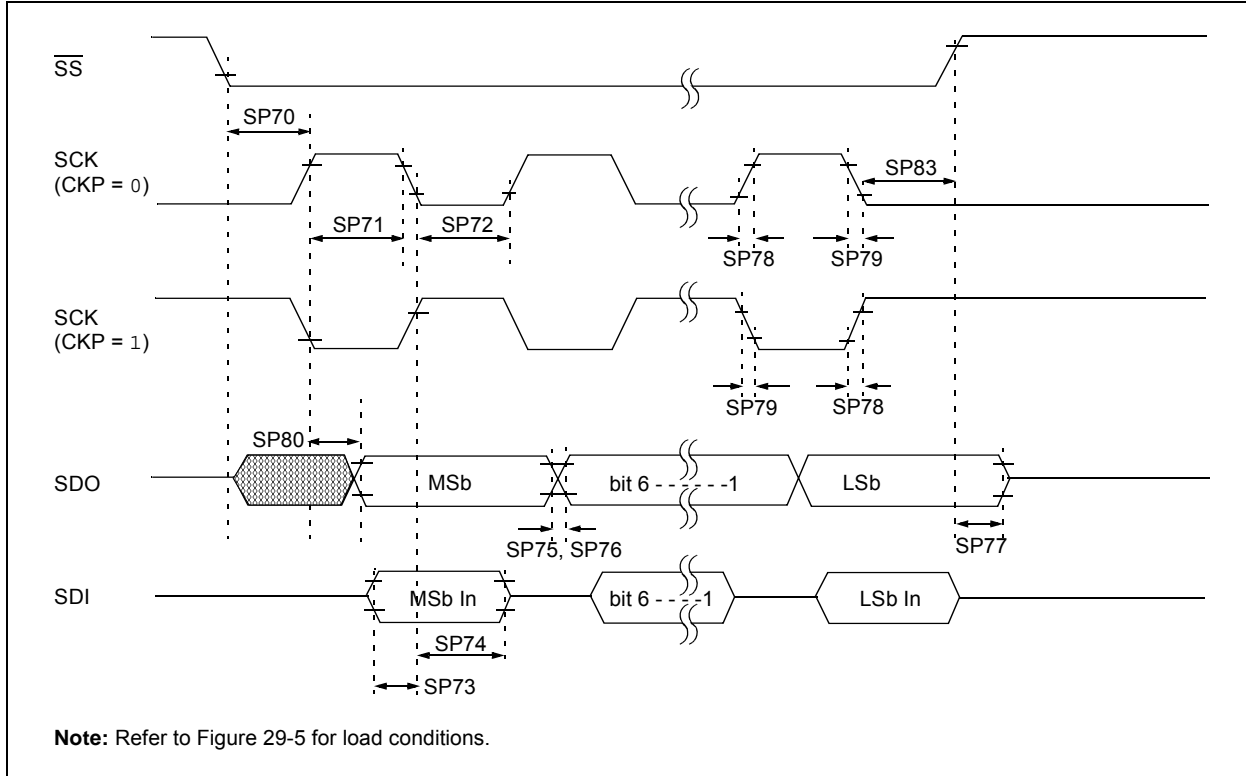 SS
SP70
SCK
(CKP = 0)
SP83
SP71
SP72
SP78
SP79
SCK
(CKP = 1)
SP79
SP78
SP80
SDO
MSb
bit 6 - - - - - -1
LSb
SP75, SP76
SP77
SDI
MSb In
bit 6 - - - -1
LSb In
SP74
SP73
Note: Refer to Figure 29-5 for load conditions.